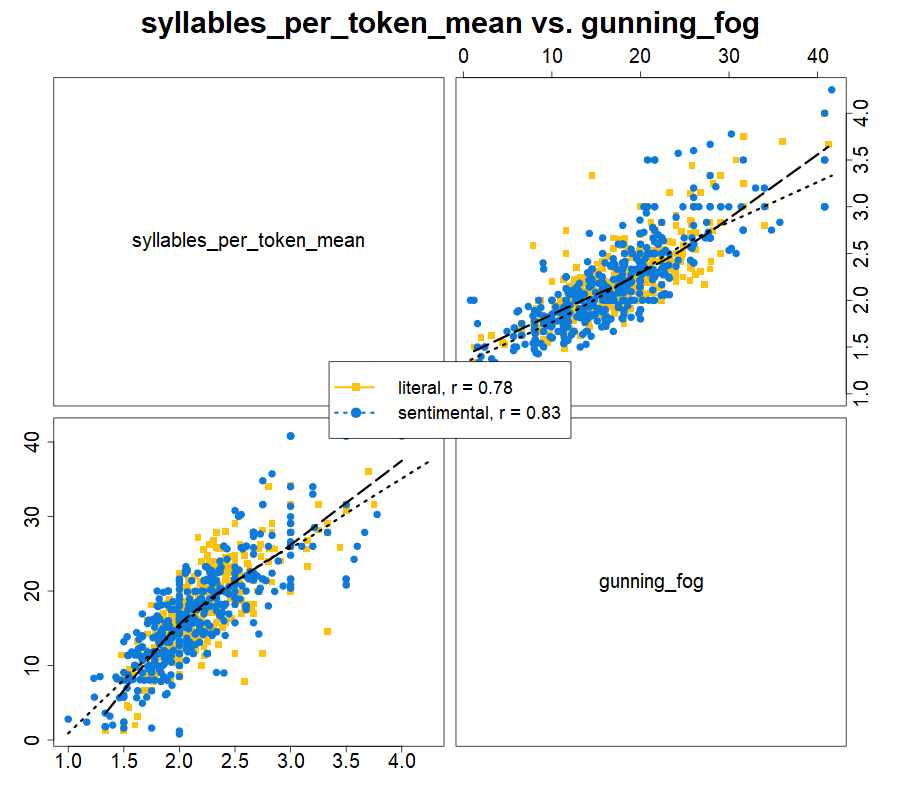 syllables_per_token_mean vs. gunning_fog
0 10 20 30 40
syllables_per_token_mean
1.0 1.5 2.0 2.5 3.0 3.5 4.0
literal, r = 0.78
sentimental, r = 0.83
0 10 20 30 40
gunning_fog
1.0 1.5 2.0 2.5 3.0 3.5 4.0